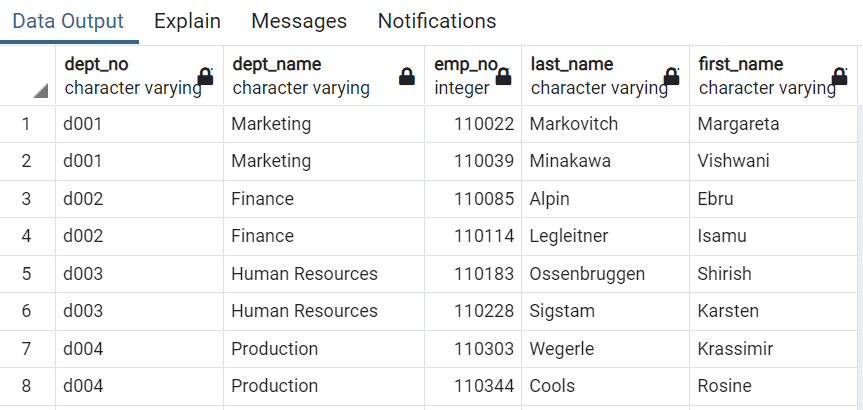 Data Output Explain Messages Notifications
dept_no dept_name emp_no last_name first_name
character varying character varying integer character varying character varying
1 d001 Marketing 110022 Markovitch Margareta
2 d001 Marketing 110039 Minakawa Vishwani
3 d002 Finance 110085 Alpin Ebru
4 d002 Finance 110114 Legleitner Isamu
5 d003 Human Resources 110183 Ossenbruggen Shirish
6 d003 Human Resources 110228 Sigstam Karsten
7 d004 Production 110303 Wegerle Krassimir
8 d004 Production 110344 Cools Rosine